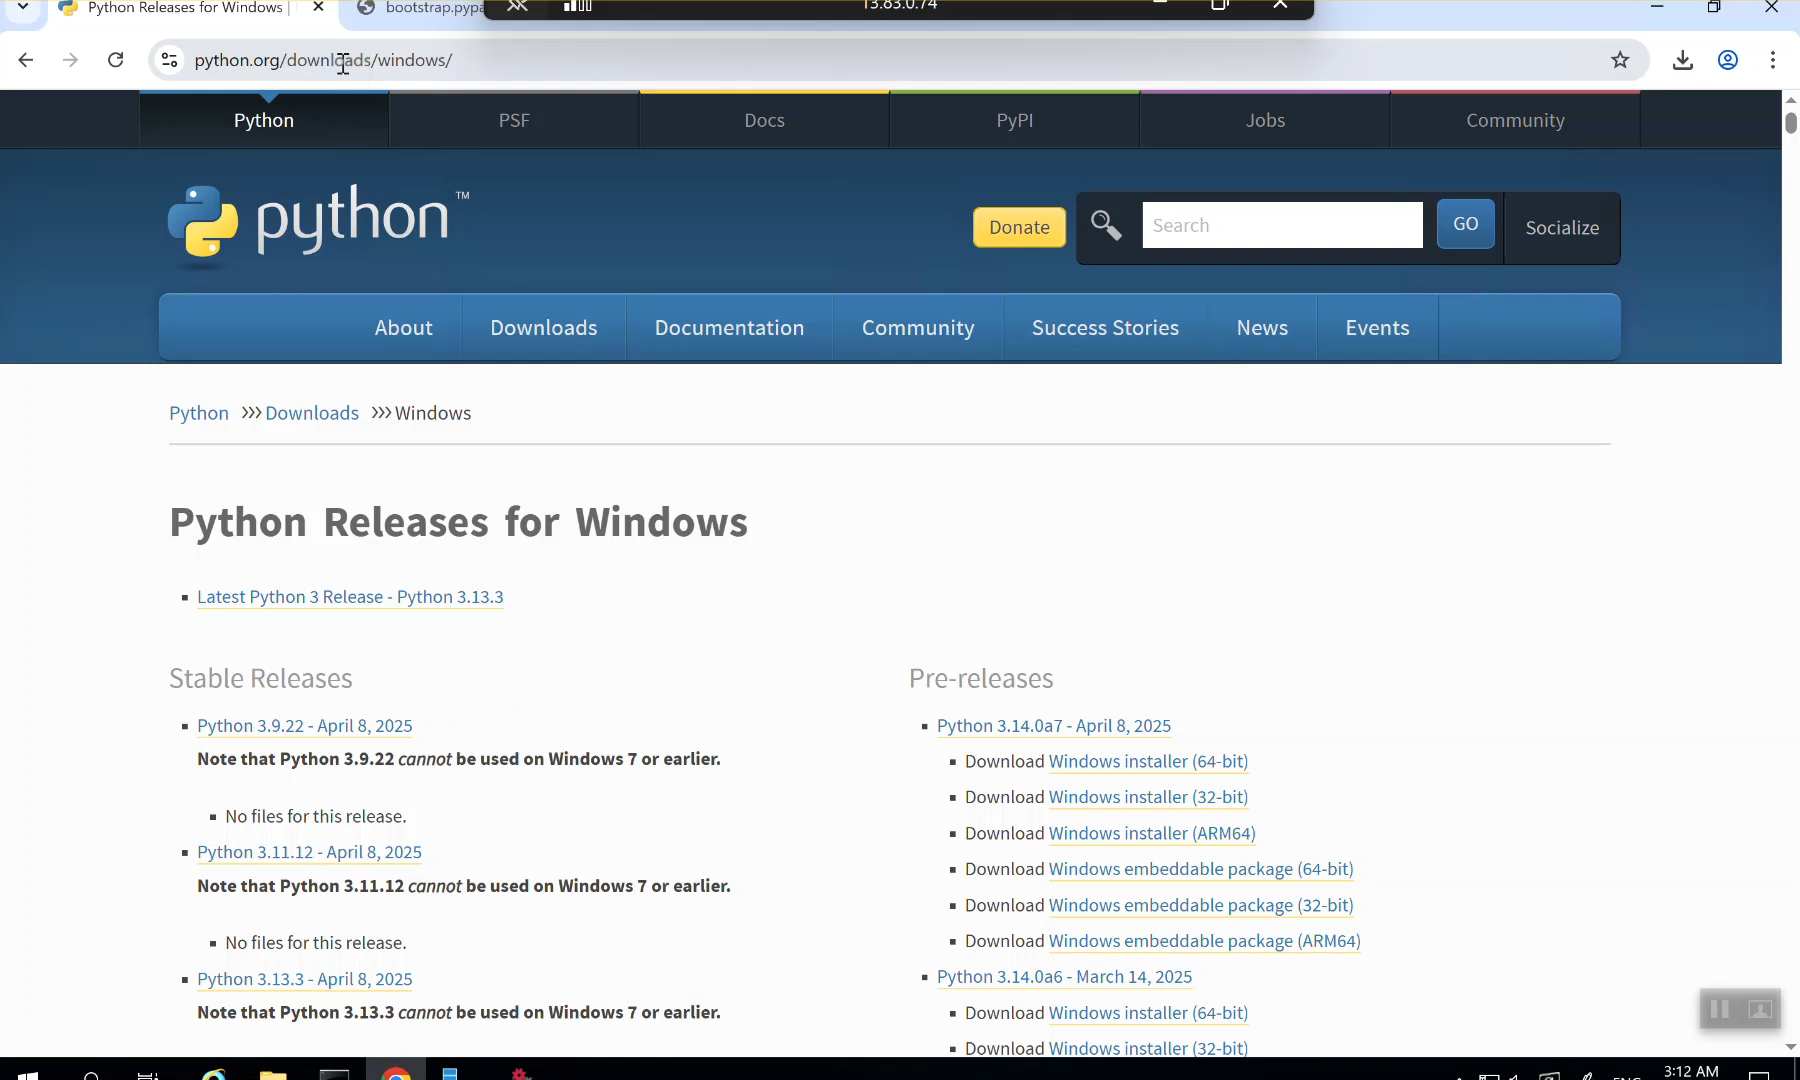 Python Releases for Windows |
bootstrap.pypa
13.83.0.74
python.org/downloads/windows/
Python
PSF
Docs
PyPI
Jobs
Community
python™
Donate
Search
GO
Socialize
About
Downloads
Documentation
Community
Success Stories
News
Events
Python >>> Downloads >>> Windows
Python Releases for Windows
Latest Python 3 Release - Python 3.13.3
Stable Releases
Python 3.9.22 - April 8, 2025
Note that Python 3.9.22 cannot be used on Windows 7 or earlier.
No files for this release.
Python 3.11.12 - April 8, 2025
Note that Python 3.11.12 cannot be used on Windows 7 or earlier.
No files for this release.
Python 3.13.3 - April 8, 2025
Note that Python 3.13.3 cannot be used on Windows 7 or earlier.
Pre-releases
Python 3.14.0a7 - April 8, 2025
Download Windows installer (64-bit)
Download Windows installer (32-bit)
Download Windows installer (ARM64)
Download Windows embeddable package (64-bit)
Download Windows embeddable package (32-bit)
Download Windows embeddable package (ARM64)
Python 3.14.0a6 - March 14, 2025
Download Windows installer (64-bit)
Download Windows installer (32-bit)
ENG
3:12 AM